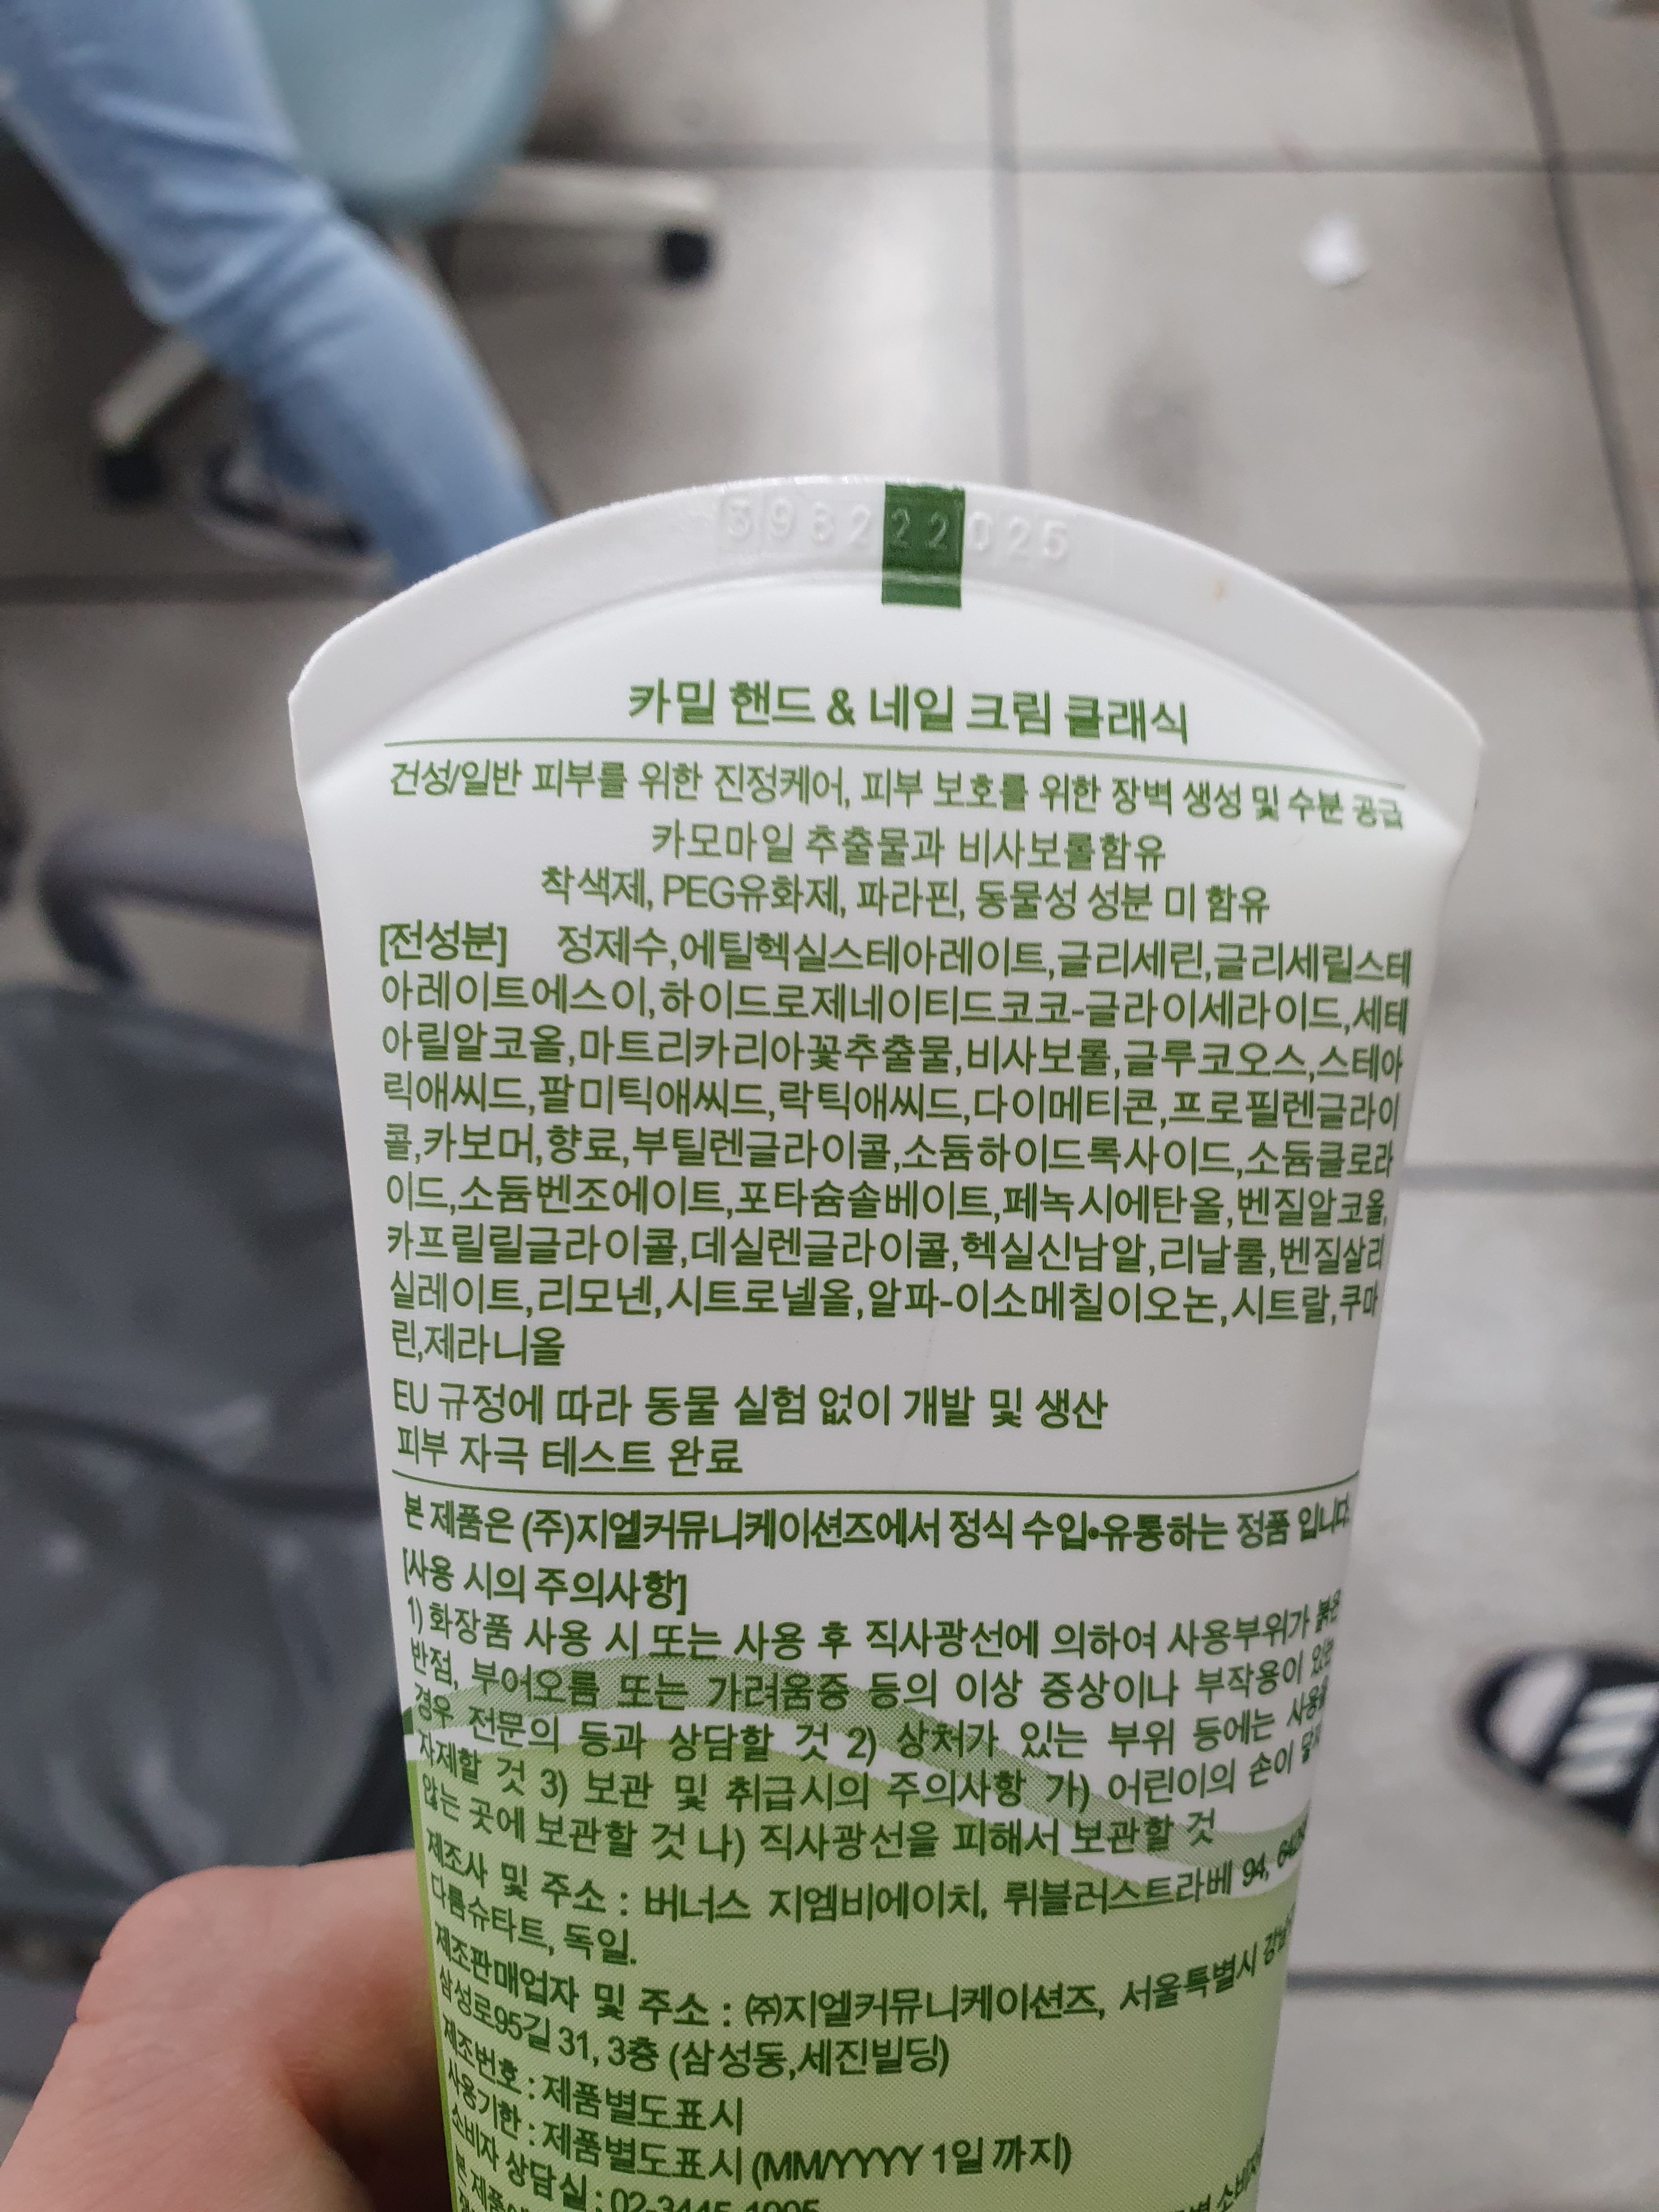 393222025
카밀 핸드 & 네일 크림 클래식
건성/일반 피부를 위한 진정케어, 피부 보호를 위한 장벽 생성 및 수분 공급
카모마일 추출물과 비사보롤함유
착색제, PEG유화제, 파라핀, 동물성 성분 미 함유
[전성분] 정제수,에틸헥실스테아레이트,글리세린,글리세릴스테
아레이트에스이,하이드로제네이티드코코-글라이세라이드,세테
아릴알코올,마트리카리아꽃추출물,비사보롤,글루코오스,스테아
릭애씨드,팔미틱애씨드,락틱애씨드,다이메티콘,프로필렌글라이
콜,카보머,향료,부틸렌글라이콜,소듐하이드록사이드,소듐클로라
이드,소듐벤조에이트,포타슘솔베이트,페녹시에탄올,벤질알코올,
카프릴릴글라이콜,데실렌글라이콜,헥실신남알,리날룰,벤질살리
실레이트,리모넨,시트로넬올,알파-이소메칠이오논,시트랄,쿠마
린,제라니올
EU 규정에 따라 동물 실험 없이 개발 및 생산
피부 자극 테스트 완료
본 제품은 (주)지엘커뮤니케이션즈에서 정식 수입•유통하는 정품 입니다.
[사용 시의 주의사항]
1) 화장품 사용 시 또는 사용 후 직사광선에 의하여 사용부위가 붉은
반점, 부어오름 또는 가려움증 등의 이상 증상이나 부작용이 있는
경우 전문의 등과 상담할 것 2) 상처가 있는 부위 등에는 사용을
자제할 것 3) 보관 및 취급시의 주의사항 가) 어린이의 손이 닿지
않는 곳에 보관할 것 나) 직사광선을 피해서 보관할 것
제조사 및 주소 : 버너스 지엠비에이치, 뤼블러스트라베 94,
다름슈타트, 독일.
제조판매업자 및 주소 : ㈜지엘커뮤니케이션즈, 서울특별시
삼성로95길 31, 3층 (삼성동,세진빌딩)
제조번호 : 제품별도표시
사용기한 : 제품별도표시 (MM/YYYY 1일 까지)
소비자 상담실 : 02-3445-1905
본 제품에